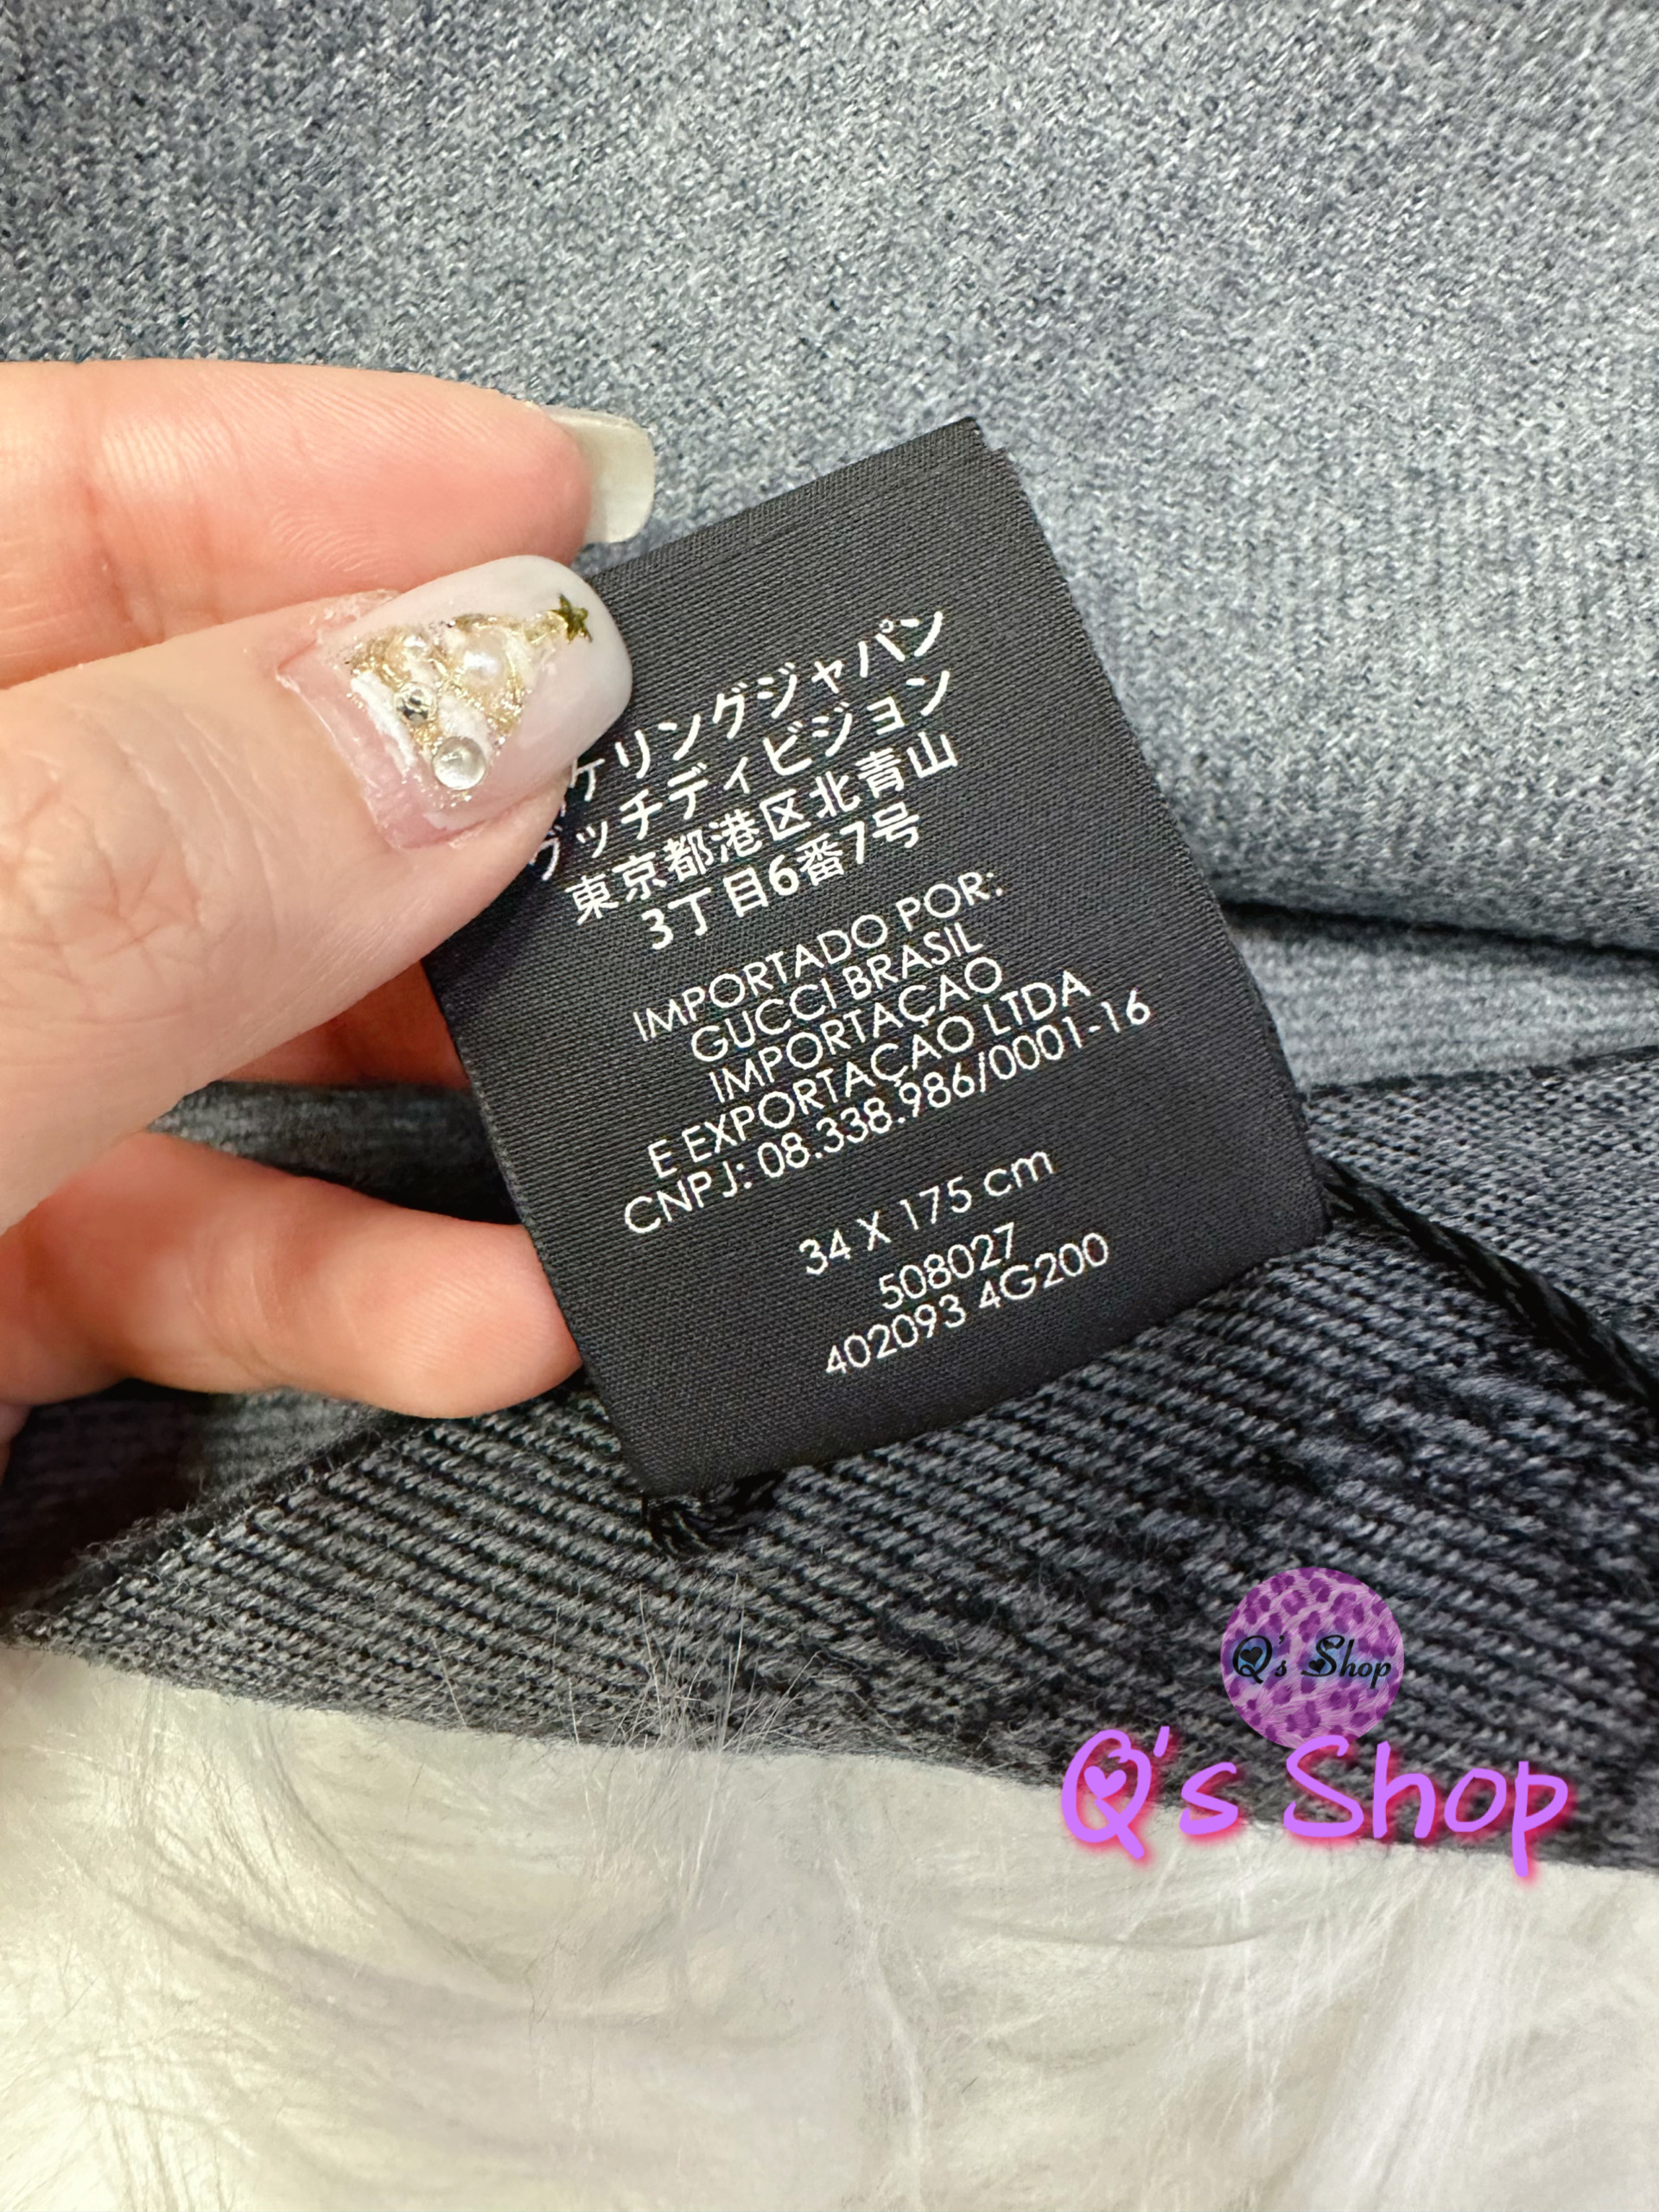 ケリングジャパン
グッチディビジョン
東京都港区北青山
3丁目6番7号
IMPORTADO POR:
GUCCI BRASIL
IMPORTAÇAO
E EXPORTAÇAO LTDA
CNPJ: 08.338.986/0001-16
34 X 175 cm
508027
402093 4G200
Q's Shop
Q's Shop